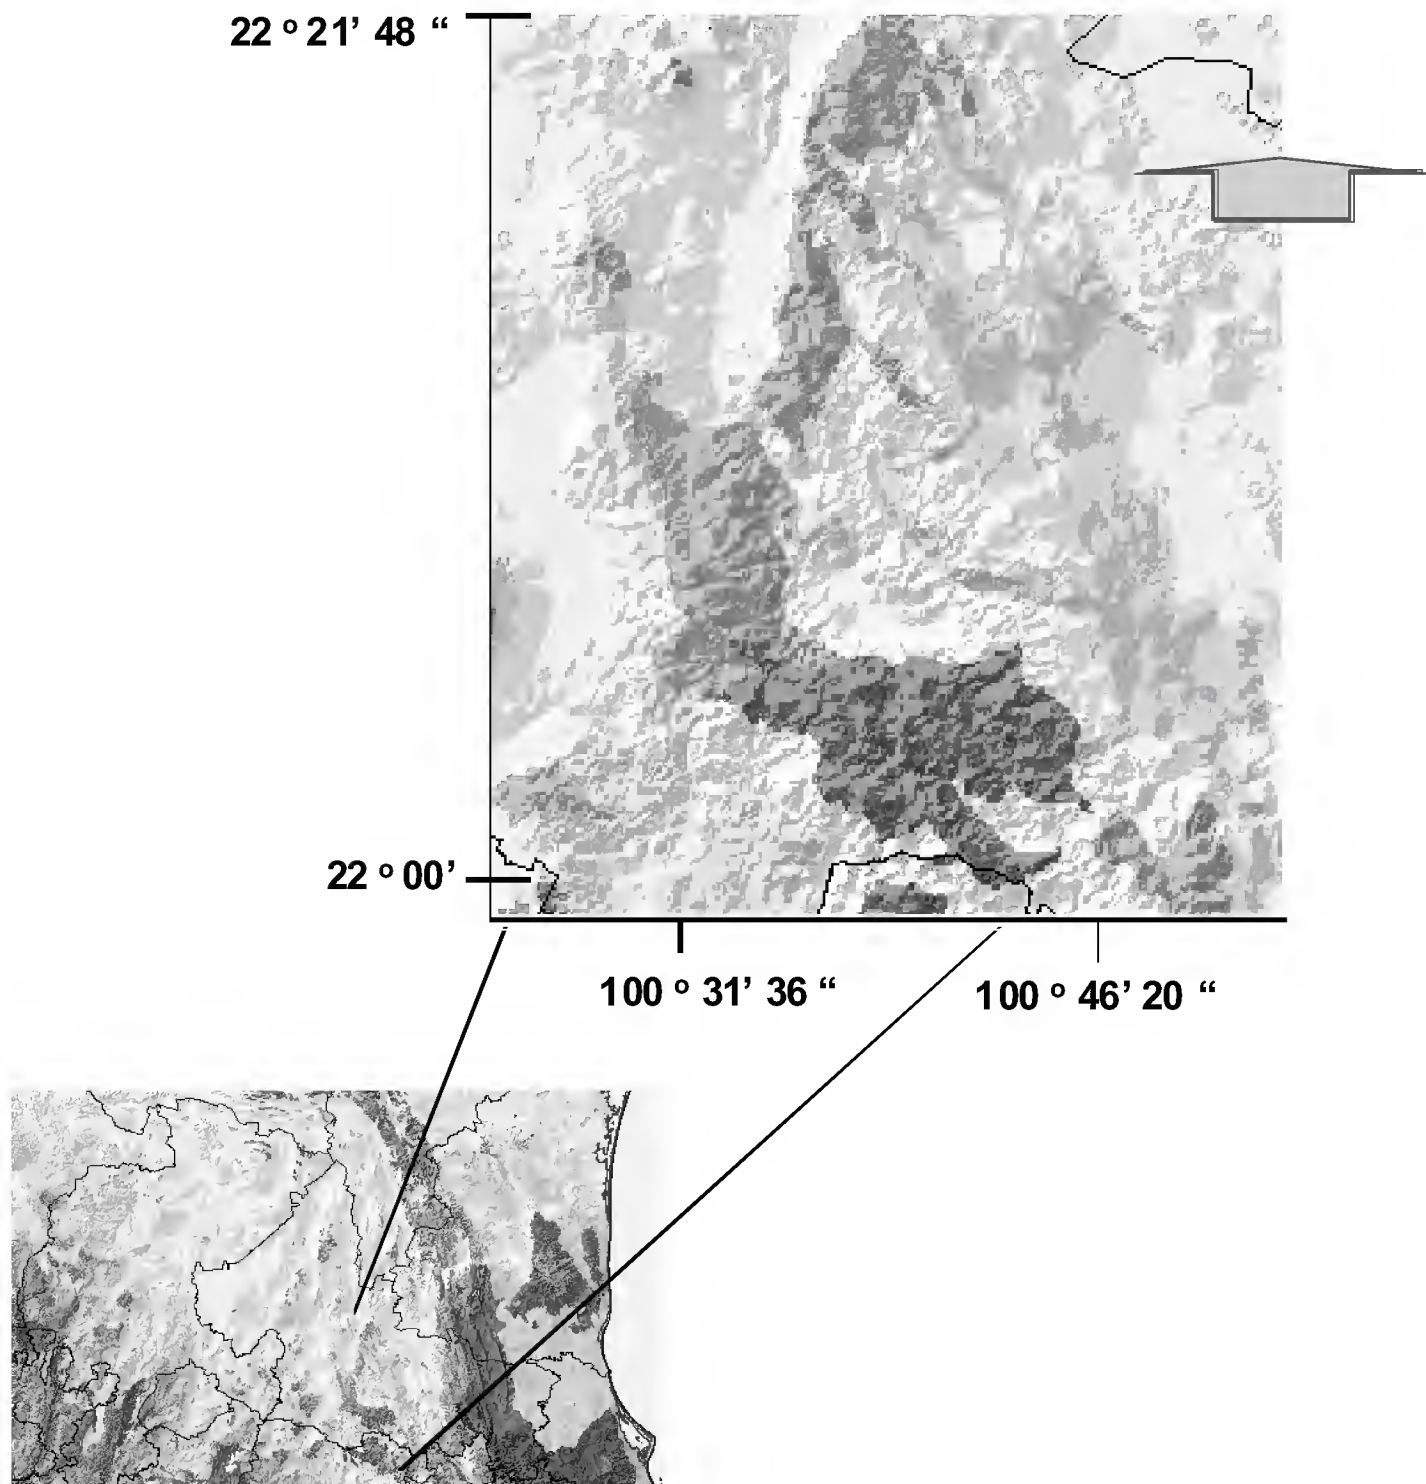 22 º 21’ 48 “
22 º 00’
100 º 31’ 36 “
100 º 46’ 20 “